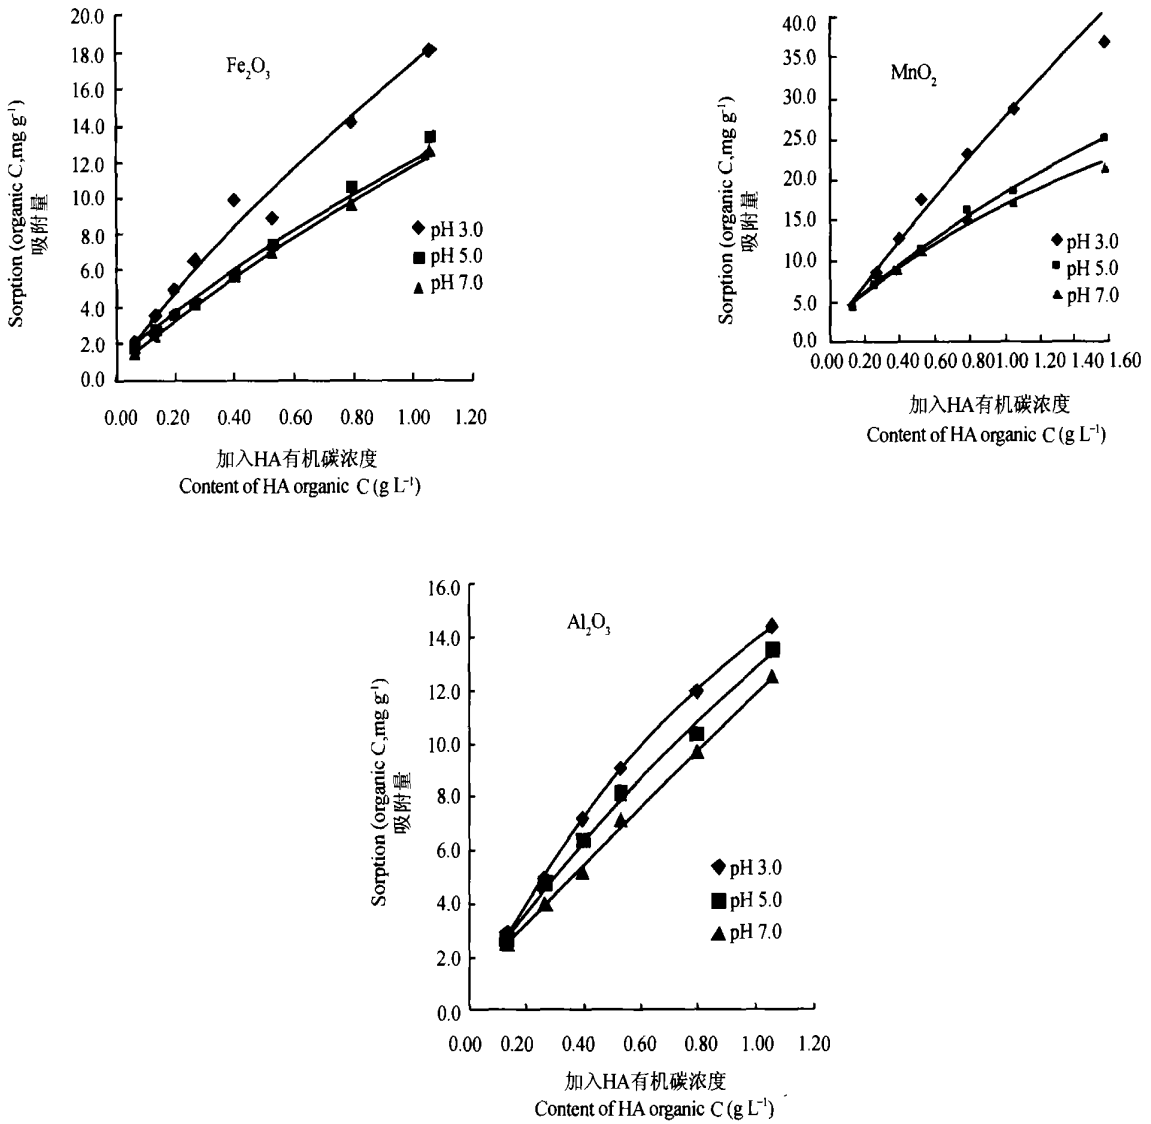 20.0
18.0
16.0
14.0
12.0
10.0
8.0
6.0
4.0
2.0
0.0
Sorption (organic C,mg g⁻¹)
吸附量
Fe₂O₃
pH 3.0
pH 5.0
pH 7.0
0.00 0.20 0.40 0.60 0.80 1.00 1.20
加入HA有机碳浓度
Content of HA organic C (g L⁻¹)
40.0
35.0
30.0
25.0
20.0
15.0
10.0
5.0
0.0
Sorption (organic C,mg g⁻¹)
吸附量
MnO₂
pH 3.0
pH 5.0
pH 7.0
0.00 0.20 0.40 0.60 0.80 1.00 1.20 1.40 1.60
加入HA有机碳浓度
Content of HA organic C (g L⁻¹)
16.0
14.0
12.0
10.0
8.0
6.0
4.0
2.0
0.0
Sorption (organic C,mg g⁻¹)
吸附量
Al₂O₃
pH 3.0
pH 5.0
pH 7.0
0.00 0.20 0.40 0.60 0.80 1.00 1.20
加入HA有机碳浓度
Content of HA organic C (g L⁻¹)